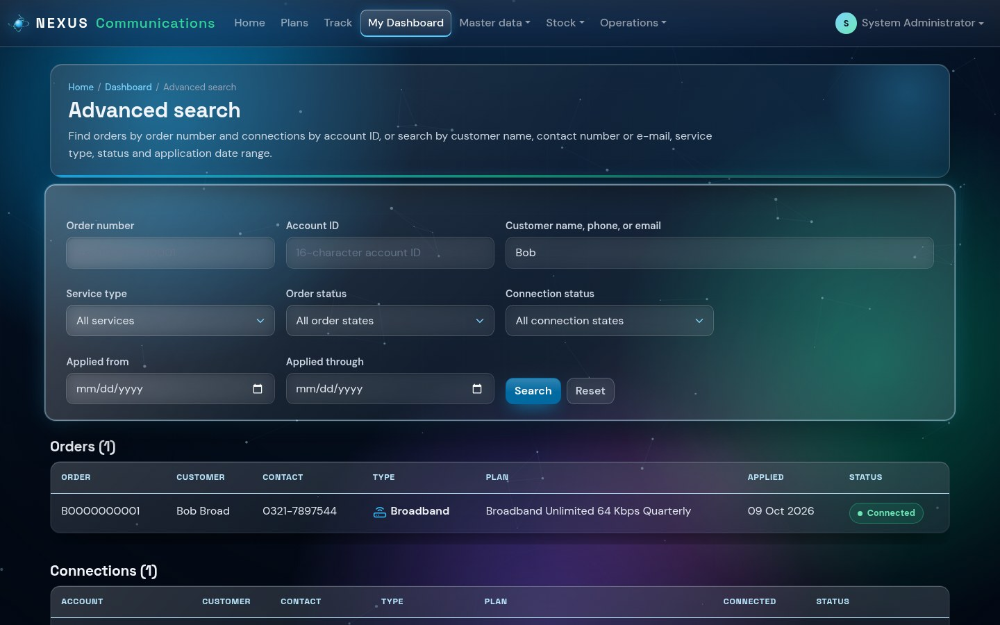 NEXUS Communications Home Plans Track My Dashboard Master data Stock Operations S System Administrator
Home / Dashboard / Advanced search
Advanced search
Find orders by order number and connections by account ID, or search by customer name, contact number or e-mail, service
type, status and application date range.
Order number Account ID Customer name, phone, or email
16-character account ID Bob
Service type Order status Connection status
All services All order states All connection states
Applied from Applied through
mm/dd/yyyy mm/dd/yyyy Search Reset
Orders (1)
ORDER CUSTOMER CONTACT TYPE PLAN APPLIED STATUS
B0000000001 Bob Broad 0321-7897544 Broadband Broadband Unlimited 64 Kbps Quarterly 09 Oct 2026 Connected
Connections (1)
ACCOUNT CUSTOMER CONTACT TYPE PLAN CONNECTED STATUS